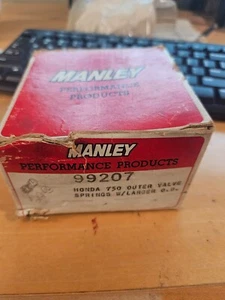 MANLEY
PERFORMANCE
PRODUCTS
MANLEY
PERFORMANCE PRODUCTS
99207
HONDA 750 OUTER VALVE
SPRINGS W/LARGER O.D.